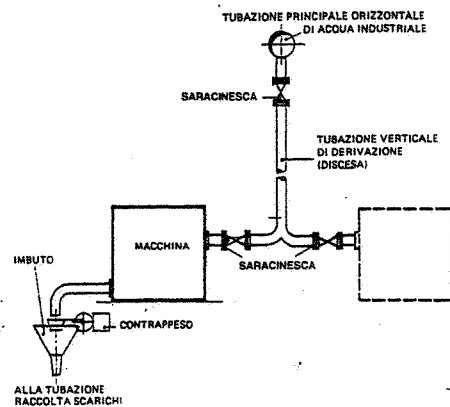 TUBAZIONE PRINCIPALE ORIZZONTALE
DI ACQUA INDUSTRIALE
SARACINESCA
TUBAZIONE VERTICALE
DI DERIVAZIONE
(DISCESA)
MACCHINA
SARACINESCA
IMBUTO
CONTRAPPESO
ALLA TUBAZIONE
RACCOLTA SCARICHI